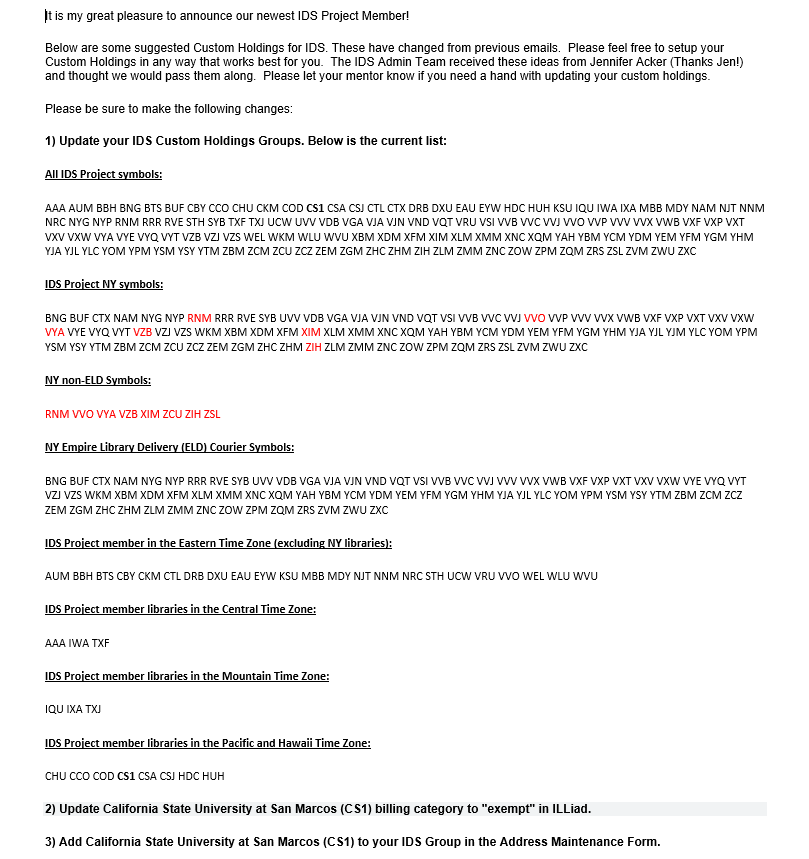 It is my great pleasure to announce our newest IDS Project Member!
Below are some suggested Custom Holdings for IDS. These have changed from previous emails.  Please feel free to setup your
Custom Holdings in any way that works best for you.  The IDS Admin Team received these ideas from Jennifer Acker (Thanks Jen!)
and thought we would pass them along.  Please let your mentor know if you need a hand with updating your custom holdings.
Please be sure to make the following changes:
1) Update your IDS Custom Holdings Groups. Below is the current list:
All IDS Project symbols:
AAA AUM BBH BNG BTS BUF CBY CCO CHU CKM COD CS1 CSA CSJ CTL CTX DRB DXU EAU EYW HDC HUH KSU IQU IWA IXA MBB MDY NAM NJT NNM
NRC NYG NYP RNM RRR RVE STH SYB TXF TXJ UCW UVV VDB VGA VJA VJN VND VQT VRU VSI VVB VVC VVJ VVO VVP VVV VVX VWB VXF VXP VXT
VXV VXW VYA VYE VYQ VYT VZB VZJ VZS WEL WKM WLU WVU XBM XDM XFM XIM XLM XMM XNC XQM YAH YBM YCM YDM YEM YFM YGM YHM
YJA YJL YLC YOM YPM YSM YSY YTM ZBM ZCM ZCU ZCZ ZEM ZGM ZHC ZHM ZIH ZLM ZMM ZNC ZOW ZPM ZQM ZRS ZSL ZVM ZWU ZXC
IDS Project NY symbols:
BNG BUF CTX NAM NYG NYP RNM RRR RVE SYB UVV VDB VGA VJA VJN VND VQT VSI VVB VVC VVJ VVO VVP VVV VVX VWB VXF VXP VXT VXV VXW
VYA VYE VYQ VYT VZB VZJ VZS WKM XBM XDM XFM XIM XLM XMM XNC XQM YAH YBM YCM YDM YEM YFM YGM YHM YJA YJL YJM YLC YOM YPM
YSM YSY YTM ZBM ZCM ZCU ZCZ ZEM ZGM ZHC ZHM ZIH ZLM ZMM ZNC ZOW ZPM ZQM ZRS ZSL ZVM ZWU ZXC
NY non-ELD Symbols:
RNM VVO VYA VZB XIM ZCU ZIH ZSL
NY Empire Library Delivery (ELD) Courier Symbols:
BNG BUF CTX NAM NYG NYP RRR RVE SYB UVV VDB VGA VJA VJN VND VQT VSI VVB VVC VVJ VVV VVX VWB VXF VXP VXT VXV VXW VYE VYQ VYT
VZJ VZS WKM XBM XDM XFM XLM XMM XNC XQM YAH YBM YCM YDM YEM YFM YGM YHM YJA YJL YLC YOM YPM YSM YSY YTM ZBM ZCM ZCZ
ZEM ZGM ZHC ZHM ZLM ZMM ZNC ZOW ZPM ZQM ZRS ZVM ZWU ZXC
IDS Project member in the Eastern Time Zone (excluding NY libraries):
AUM BBH BTS CBY CKM CTL DRB DXU EAU EYW KSU MBB MDY NJT NNM NRC STH UCW VRU VVO WEL WLU WVU
IDS Project member libraries in the Central Time Zone:
AAA IWA TXF
IDS Project member libraries in the Mountain Time Zone:
IQU IXA TXJ
IDS Project member libraries in the Pacific and Hawaii Time Zone:
CHU CCO COD CS1 CSA CSJ HDC HUH
2) Update California State University at San Marcos (CS1) billing category to "exempt" in ILLiad.
3) Add California State University at San Marcos (CS1) to your IDS Group in the Address Maintenance Form.